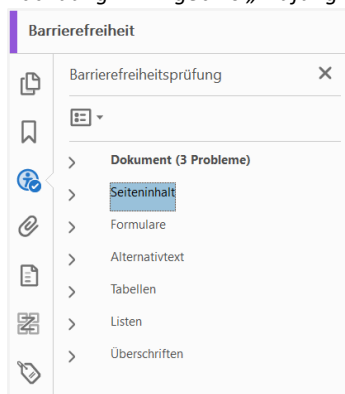 Barrierefreiheit
Barrierefreiheitsprüfung
Dokument (3 Probleme)
Seiteninhalt
Formulare
Alternativtext
Tabellen
Listen
Überschriften